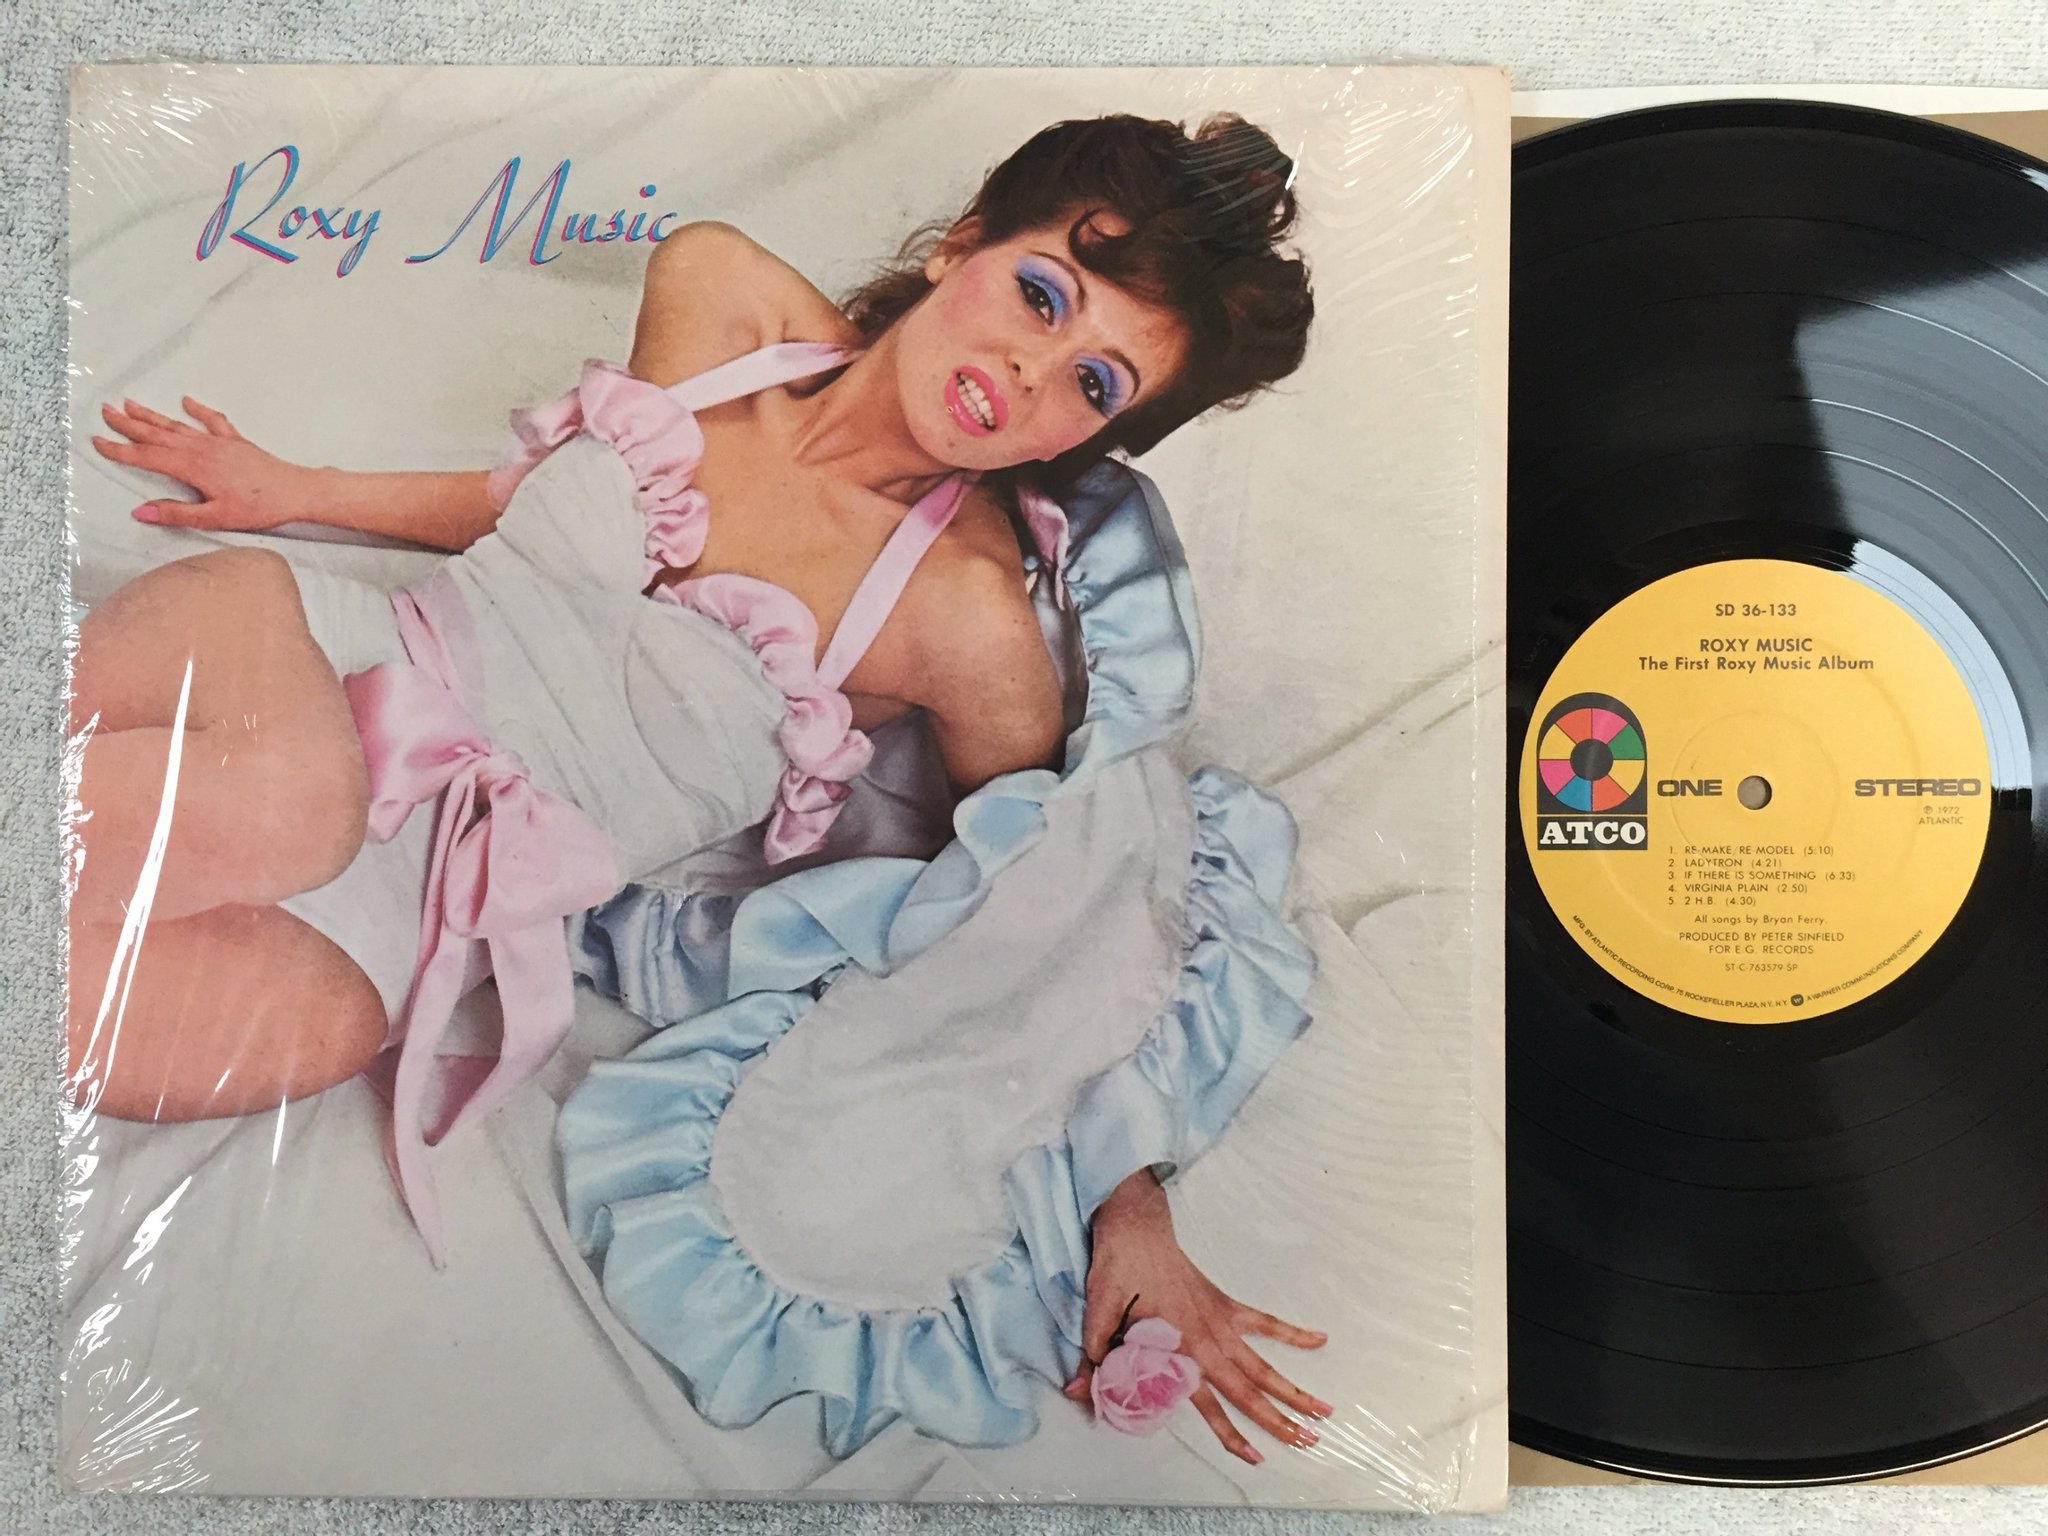 Roxy Music
SD 36-133
ROXY MUSIC
The First Roxy Music Album
ATCO
ONE
STEREO
℗ 1972
ATLANTIC
1. RE-MAKE/RE-MODEL (5:10)
2. LADYTRON (4:21)
3. IF THERE IS SOMETHING (6:33)
4. VIRGINIA PLAIN (2:50)
5. 2 H.B. (4:30)
All songs by Bryan Ferry.
PRODUCED BY PETER SINFIELD
FOR E.G. RECORDS
ST-C-763579 SP
MFG. BY ATLANTIC RECORDING CORP. 75 ROCKEFELLER PLAZA, N.Y. N.Y. W A WARNER COMMUNICATIONS COMPANY